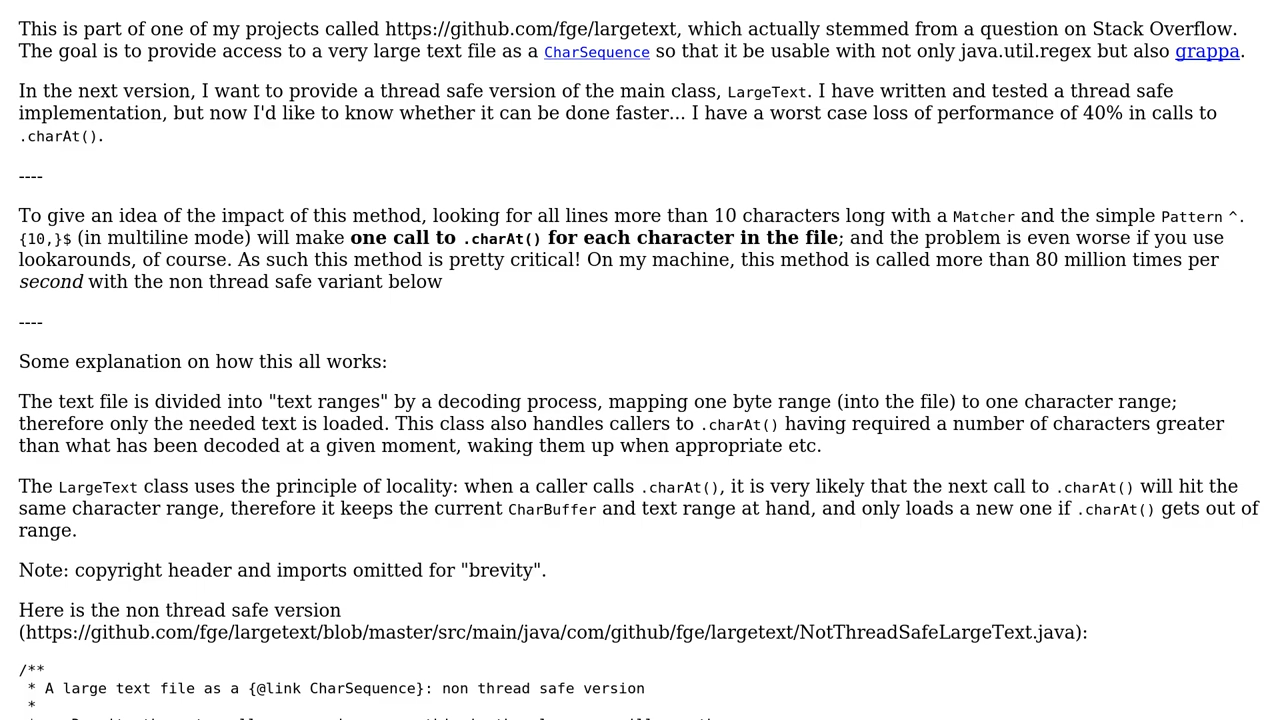 This is part of one of my projects called https://github.com/fge/largetext, which actually stemmed from a question on Stack Overflow.
The goal is to provide access to a very large text file as a CharSequence so that it be usable with not only java.util.regex but also grappa.
In the next version, I want to provide a thread safe version of the main class, LargeText. I have written and tested a thread safe
implementation, but now I'd like to know whether it can be done faster... I have a worst case loss of performance of 40% in calls to
.charAt().
----
To give an idea of the impact of this method, looking for all lines more than 10 characters long with a Matcher and the simple Pattern ^.
{10,}$ (in multiline mode) will make one call to .charAt() for each character in the file; and the problem is even worse if you use
lookarounds, of course. As such this method is pretty critical! On my machine, this method is called more than 80 million times per
second with the non thread safe variant below
----
Some explanation on how this all works:
The text file is divided into "text ranges" by a decoding process, mapping one byte range (into the file) to one character range;
therefore only the needed text is loaded. This class also handles callers to .charAt() having required a number of characters greater
than what has been decoded at a given moment, waking them up when appropriate etc.
The LargeText class uses the principle of locality: when a caller calls .charAt(), it is very likely that the next call to .charAt() will hit the
same character range, therefore it keeps the current CharBuffer and text range at hand, and only loads a new one if .charAt() gets out of
range.
Note: copyright header and imports omitted for "brevity".
Here is the non thread safe version
(https://github.com/fge/largetext/blob/master/src/main/java/com/github/fge/largetext/NotThreadSafeLargeText.java):
/**
* A large text file as a {@link CharSequence}: non thread safe version
*